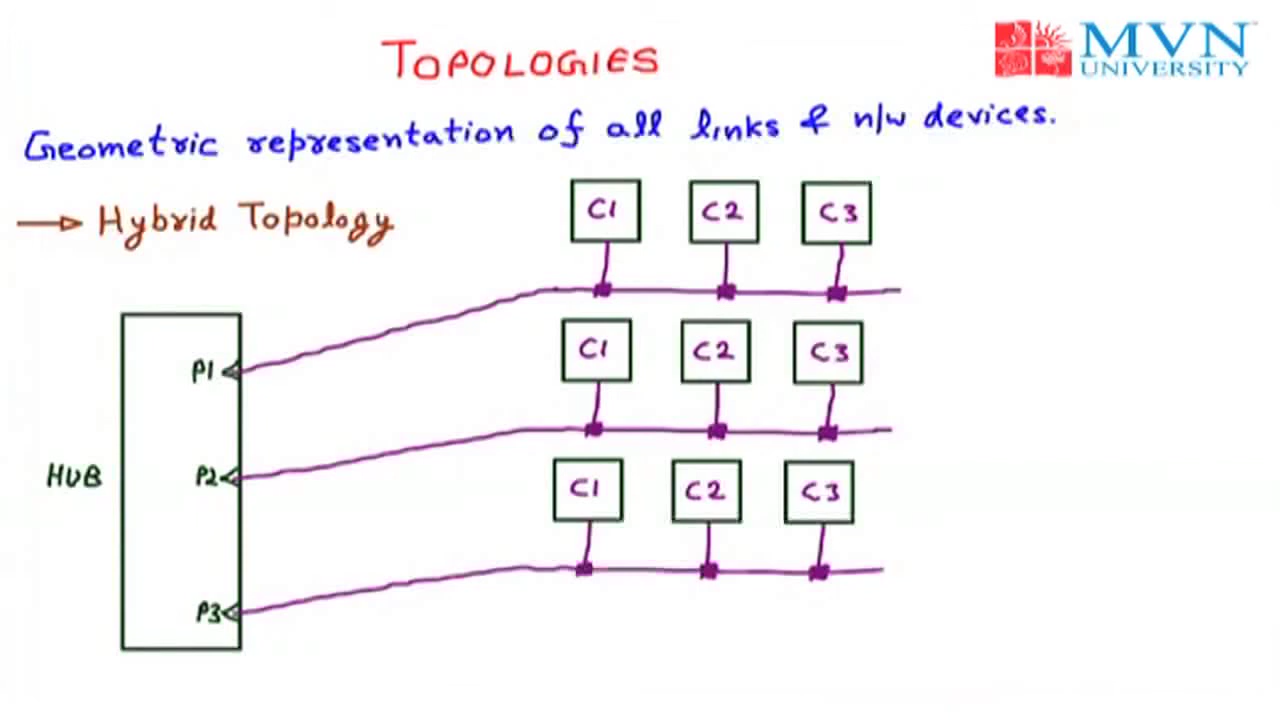 TOPOLOGIES
MVN
UNIVERSITY
Geometric representation of all links & n/w devices.
→ Hybrid Topology
C1 C2 C3
C1 C2 C3
P1
HUB
P2
C1 C2 C3
P3